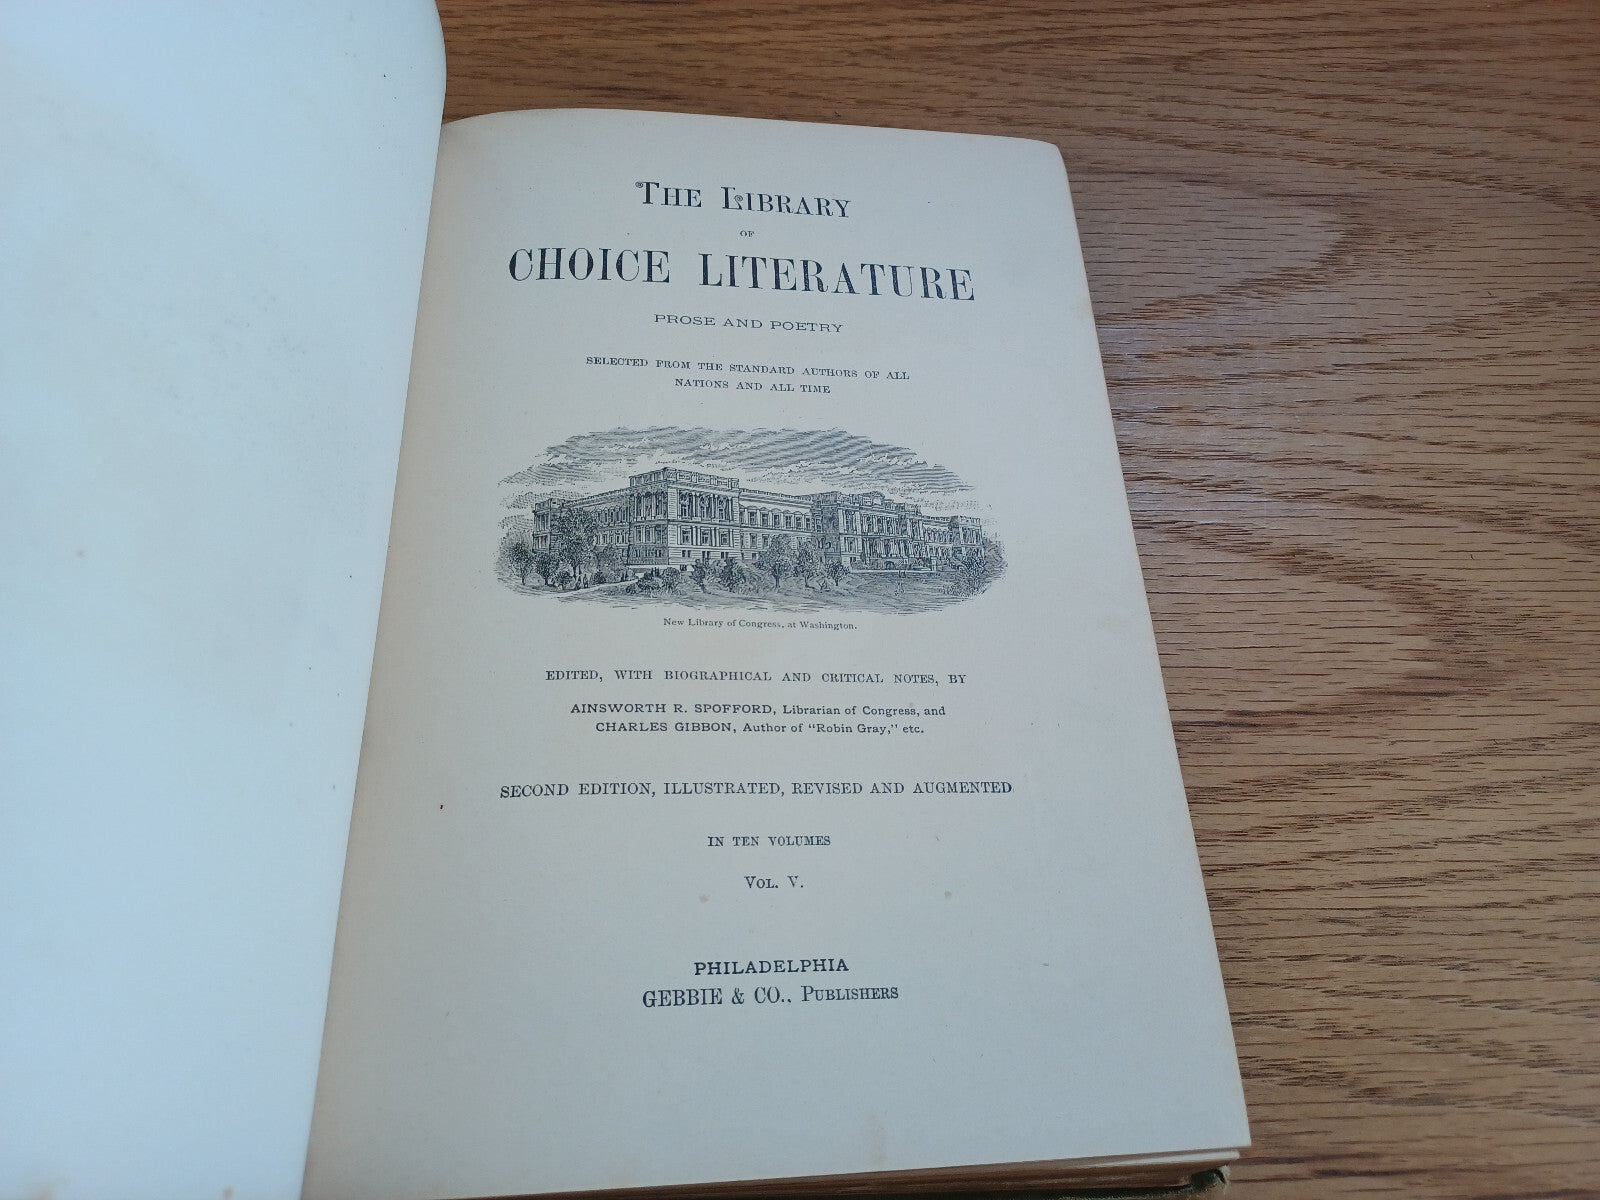 THE LIBRARY
OF
CHOICE LITERATURE
PROSE AND POETRY
SELECTED FROM THE STANDARD AUTHORS OF ALL
NATIONS AND ALL TIME
New Library of Congress, at Washington.
EDITED, WITH BIOGRAPHICAL AND CRITICAL NOTES, BY
AINSWORTH R. SPOFFORD, Librarian of Congress, and
CHARLES GIBBON, Author of "Robin Gray," etc.
SECOND EDITION, ILLUSTRATED, REVISED AND AUGMENTED
IN TEN VOLUMES
VOL. V.
PHILADELPHIA
GEBBIE & CO., PUBLISHERS